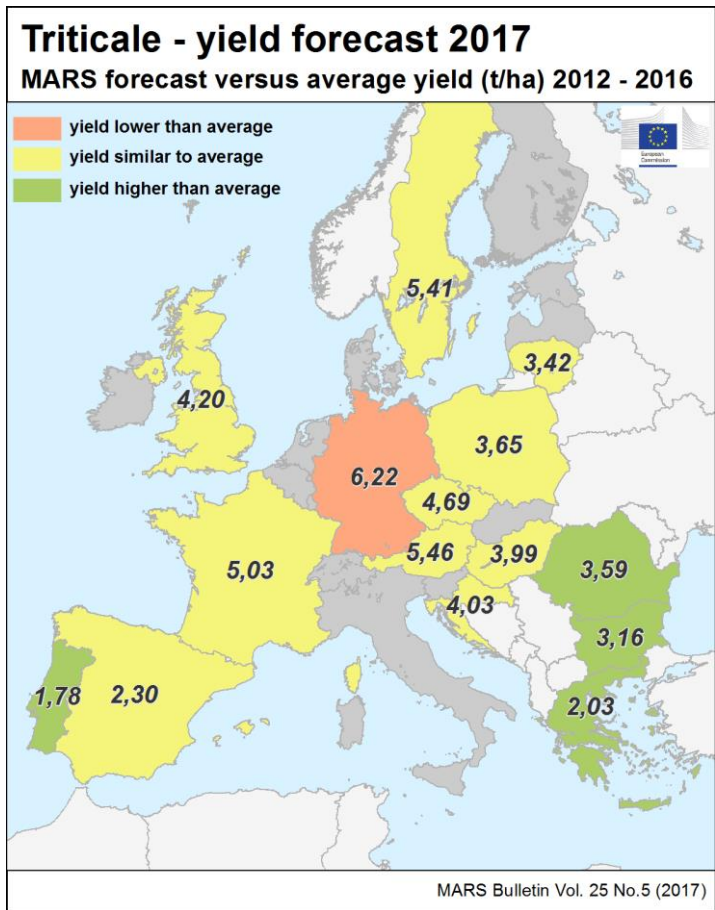 Triticale - yield forecast 2017
MARS forecast versus average yield (t/ha) 2012 - 2016
yield lower than average
yield similar to average
yield higher than average
European
Commission
5,41
3,42
4,20
3,65
6,22
4,69
5,46
3,99
5,03
3,59
4,03
3,16
1,78
2,30
2,03
MARS Bulletin Vol. 25 No.5 (2017)